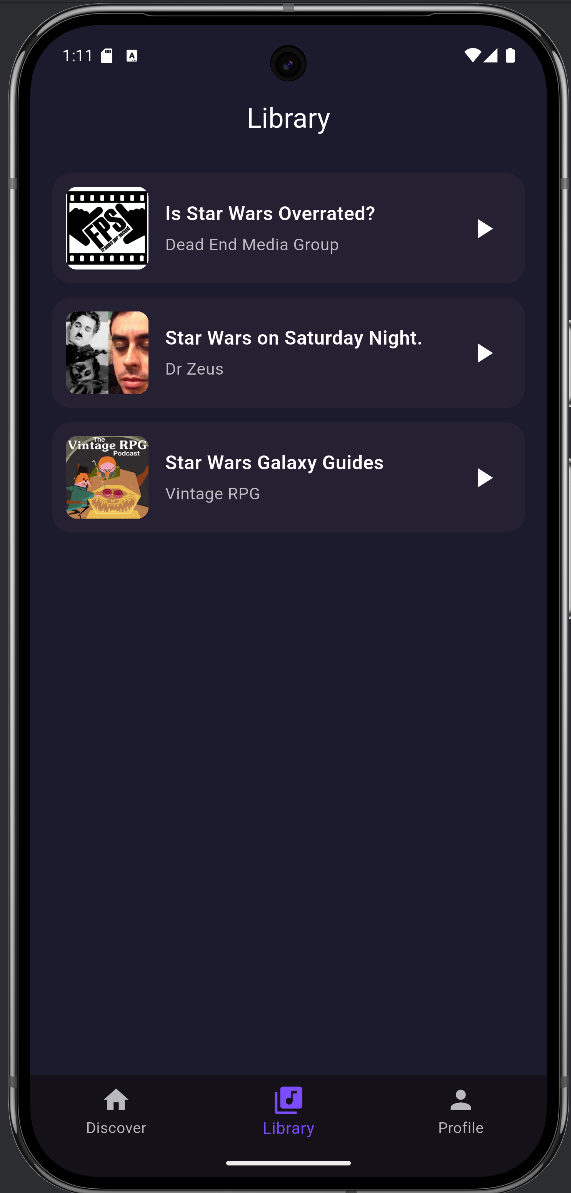 1:11
Library
FPS!
Is Star Wars Overrated?
Dead End Media Group
Star Wars on Saturday Night.
Dr Zeus
The
Vintage RPG
Podcast
Star Wars Galaxy Guides
Vintage RPG
Discover
Library
Profile